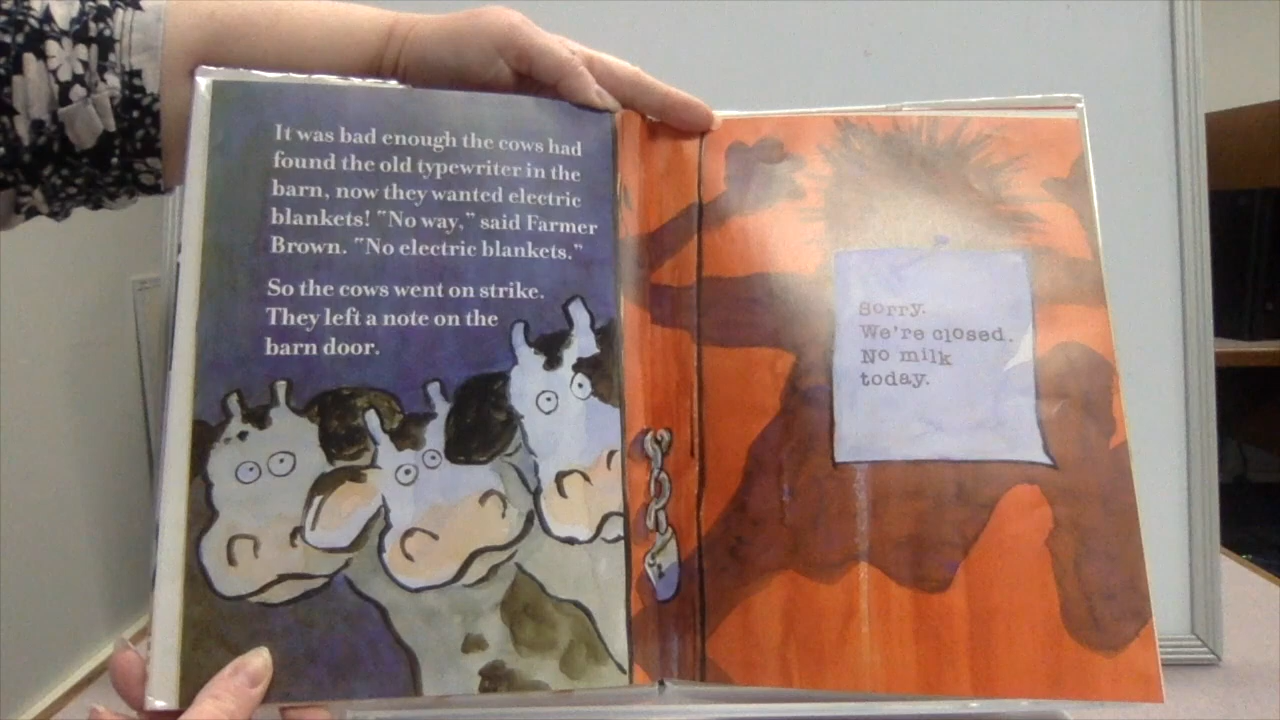 It was bad enough the cows had
found the old typewriter in the
barn, now they wanted electric
blankets! "No way," said Farmer
Brown. "No electric blankets."
So the cows went on strike.
They left a note on the
barn door.
Sorry.
We're closed.
No milk
today.